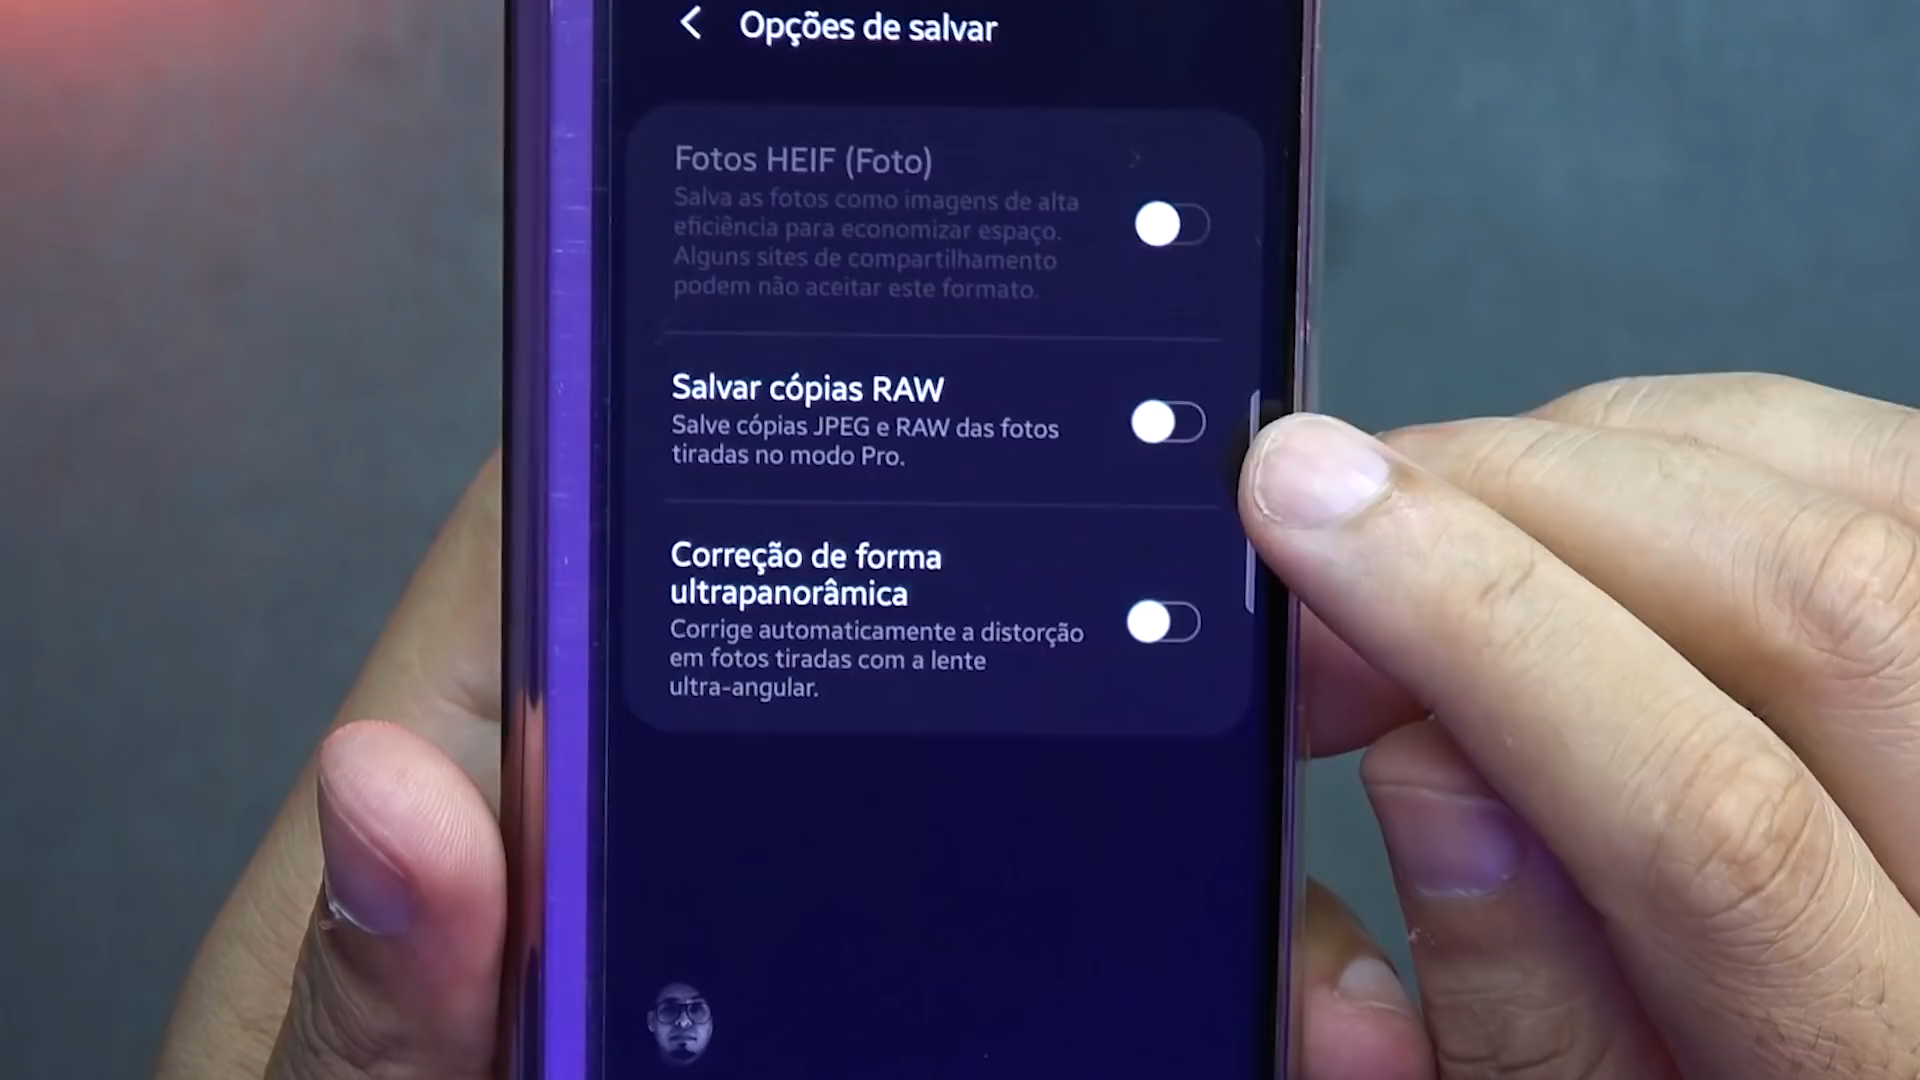 Opções de salvar
Fotos HEIF (Foto)
Salva as fotos como imagens de alta
eficiência para economizar espaço.
Alguns sites de compartilhamento
podem não aceitar este formato.
Salvar cópias RAW
Salve cópias JPEG e RAW das fotos
tiradas no modo Pro.
Correção de forma
ultrapanorâmica
Corrige automaticamente a distorção
em fotos tiradas com a lente
ultra-angular.